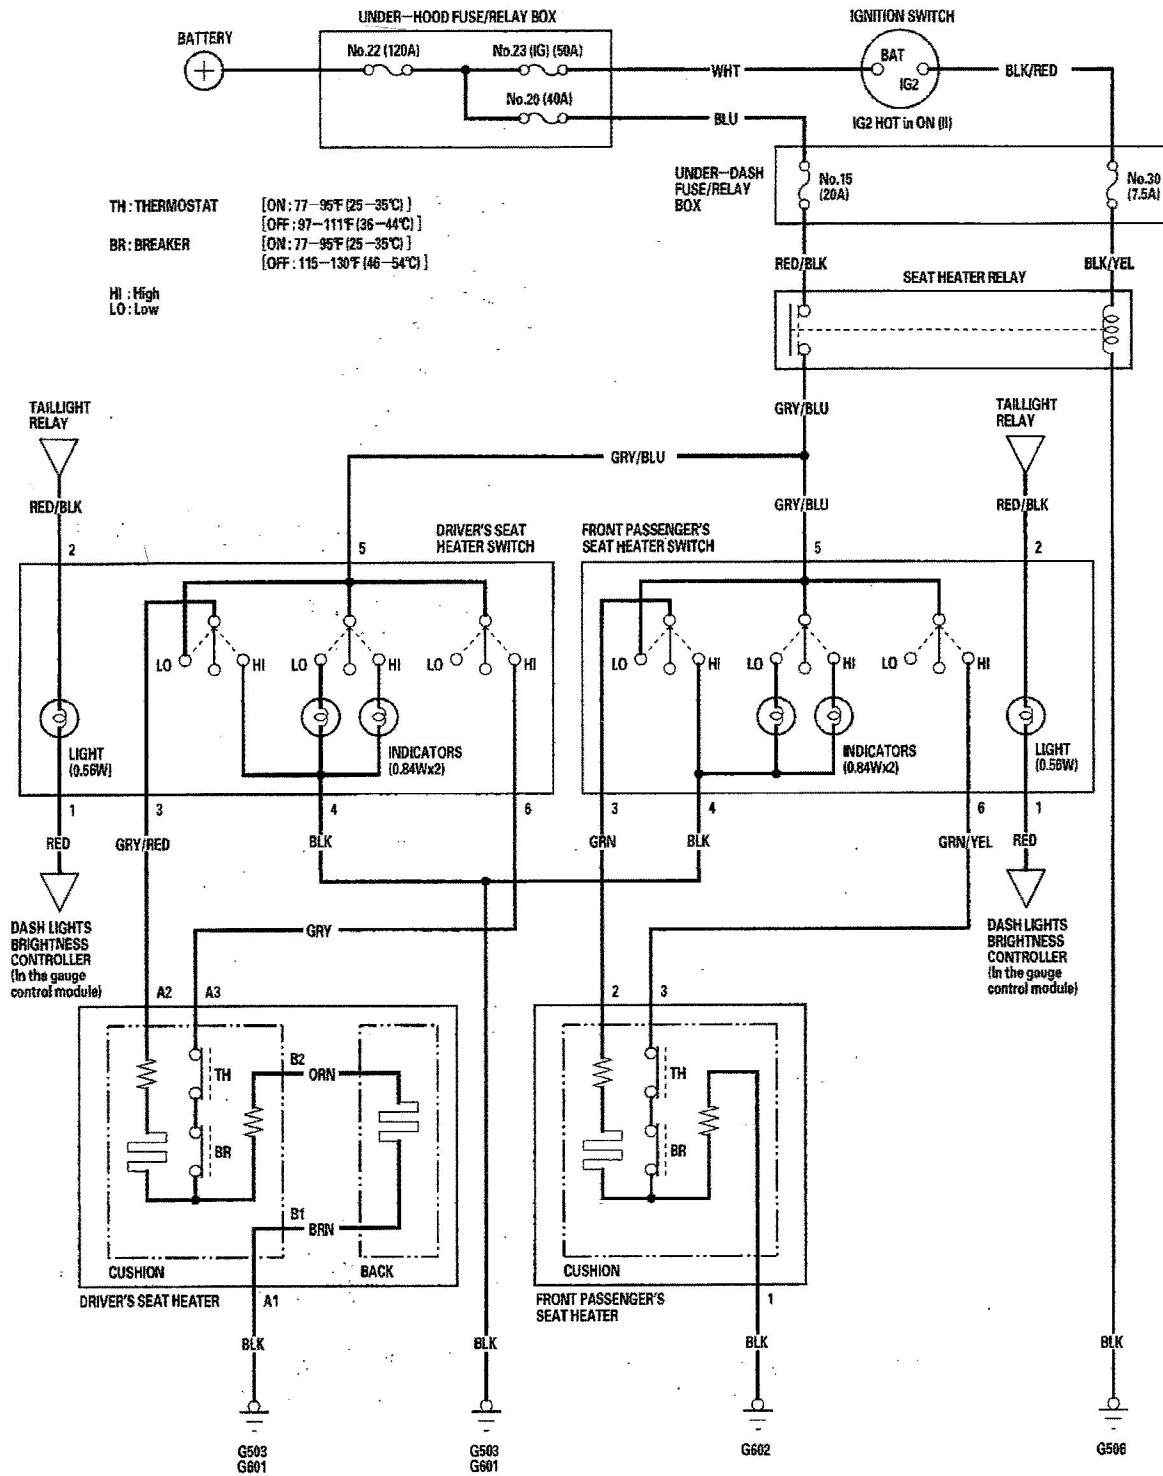 UNDER-HOOD FUSE/RELAY BOX
IGNITION SWITCH
BATTERY
No.22 (120A)
No.23 (IG) (50A)
WHT
BAT
IG2
BLK/RED
No.20 (40A)
BLU
IG2 HOT in ON (II)
UNDER-DASH
FUSE/RELAY
BOX
No.15
(20A)
No.30
(7.5A)
TH : THERMOSTAT
[ON : 77-95°F (25-35°C) ]
[OFF : 97-111°F (36-44°C) ]
BR : BREAKER
[ON : 77-95°F (25-35°C) ]
[OFF : 115-130°F (46-54°C) ]
HI : High
LO : Low
RED/BLK
BLK/YEL
SEAT HEATER RELAY
TAILLIGHT
RELAY
GRY/BLU
TAILLIGHT
RELAY
GRY/BLU
RED/BLK
GRY/BLU
RED/BLK
DRIVER'S SEAT
HEATER SWITCH
FRONT PASSENGER'S
SEAT HEATER SWITCH
2
5
5
2
LO
HI
LO
HI
LO
HI
LO
HI
LO
HI
LO
HI
LIGHT
(0.56W)
INDICATORS
(0.84Wx2)
INDICATORS
(0.84Wx2)
LIGHT
(0.56W)
1
3
4
6
3
4
6
1
RED
GRY/RED
BLK
GRN
BLK
GRN/YEL
RED
DASH LIGHTS
BRIGHTNESS
CONTROLLER
(In the gauge
control module)
GRY
DASH LIGHTS
BRIGHTNESS
CONTROLLER
(In the gauge
control module)
A2
A3
2
3
TH
B2
ORN
TH
BR
BR
B1
BRN
CUSHION
BACK
CUSHION
DRIVER'S SEAT HEATER
A1
FRONT PASSENGER'S
SEAT HEATER
1
BLK
BLK
BLK
BLK
G503
G601
G503
G601
G602
G506